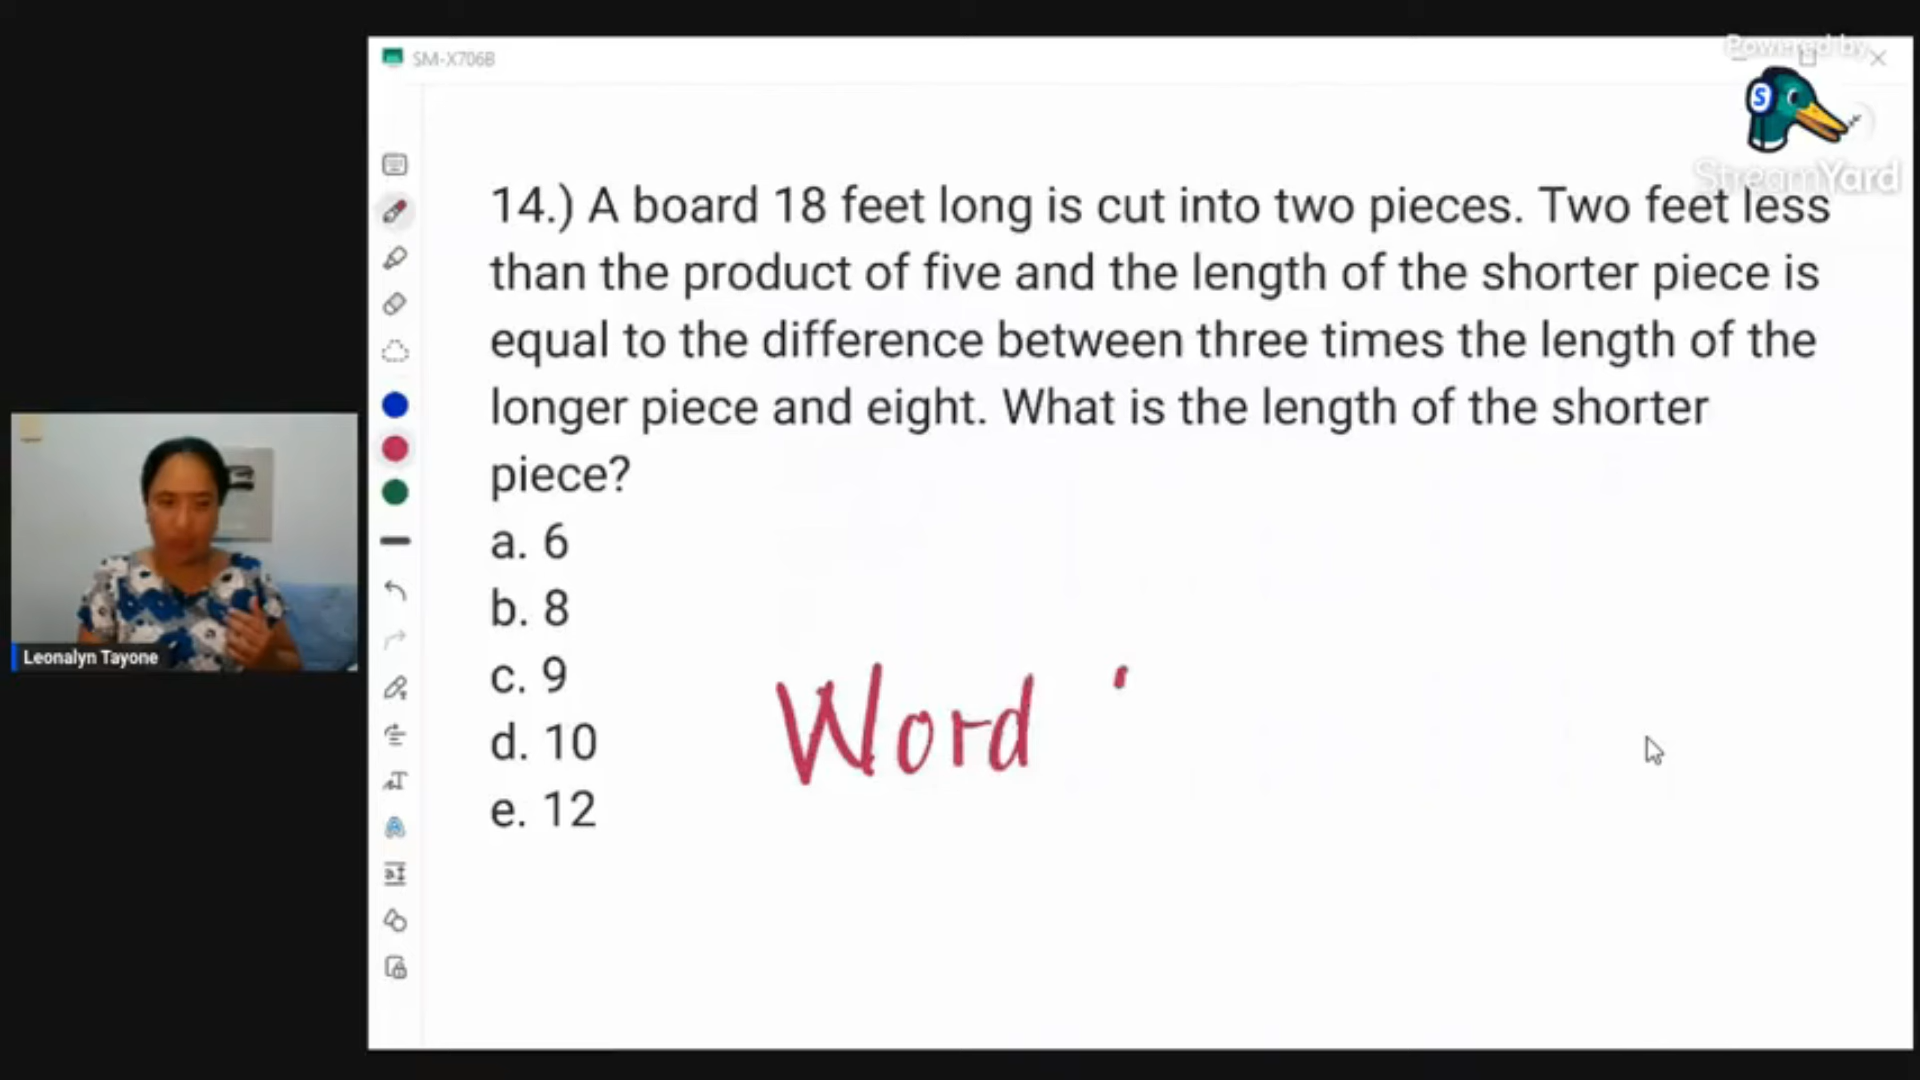 SM-X706B
Powered by
StreamYard
14.) A board 18 feet long is cut into two pieces. Two feet less
than the product of five and the length of the shorter piece is
equal to the difference between three times the length of the
longer piece and eight. What is the length of the shorter
piece?
a. 6
b. 8
c. 9
d. 10
e. 12
Word
Leonalyn Tayone